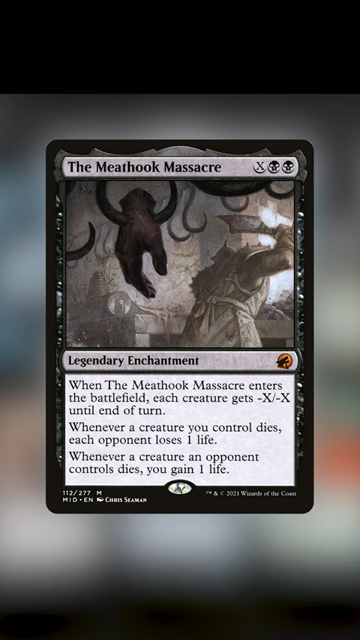 The Meathook Massacre X
Legendary Enchantment
When The Meathook Massacre enters
the battlefield, each creature gets -X/-X
until end of turn.
Whenever a creature you control dies,
each opponent loses 1 life.
Whenever a creature an opponent
controls dies, you gain 1 life.
112/277 M
MID • EN Chris Seaman
™ & © 2021 Wizards of the Coast